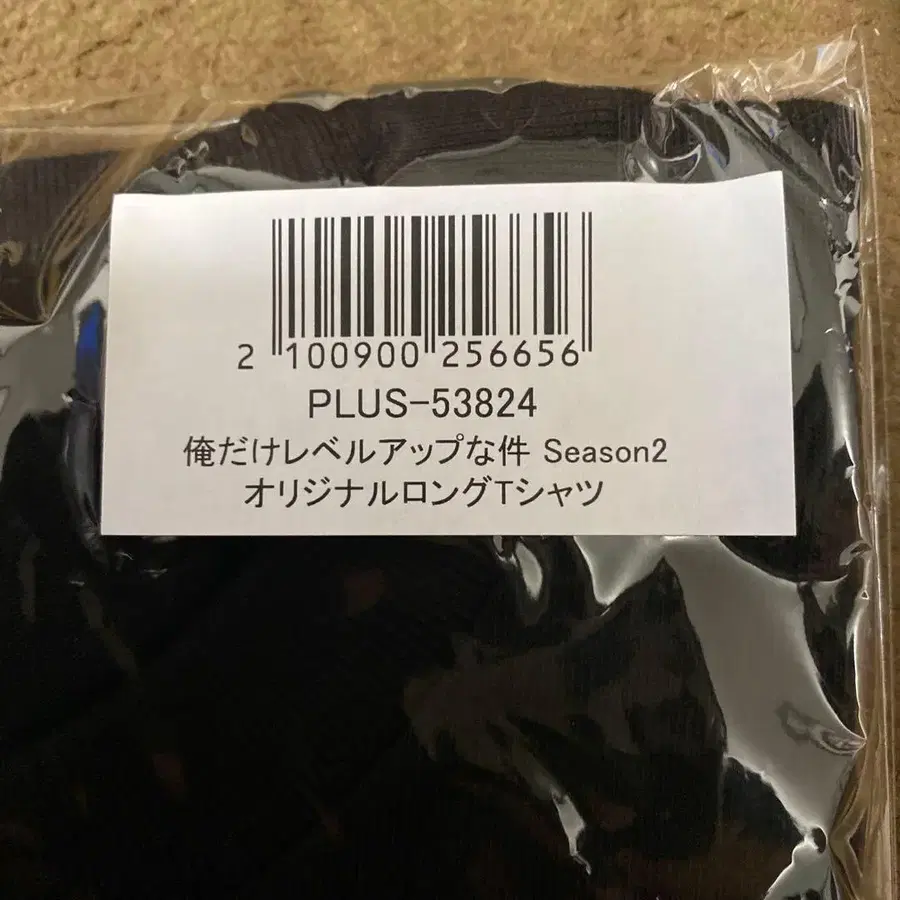 2 100900 256656
PLUS-53824
俺だけレベルアップな件 Season2
オリジナルロングTシャツ